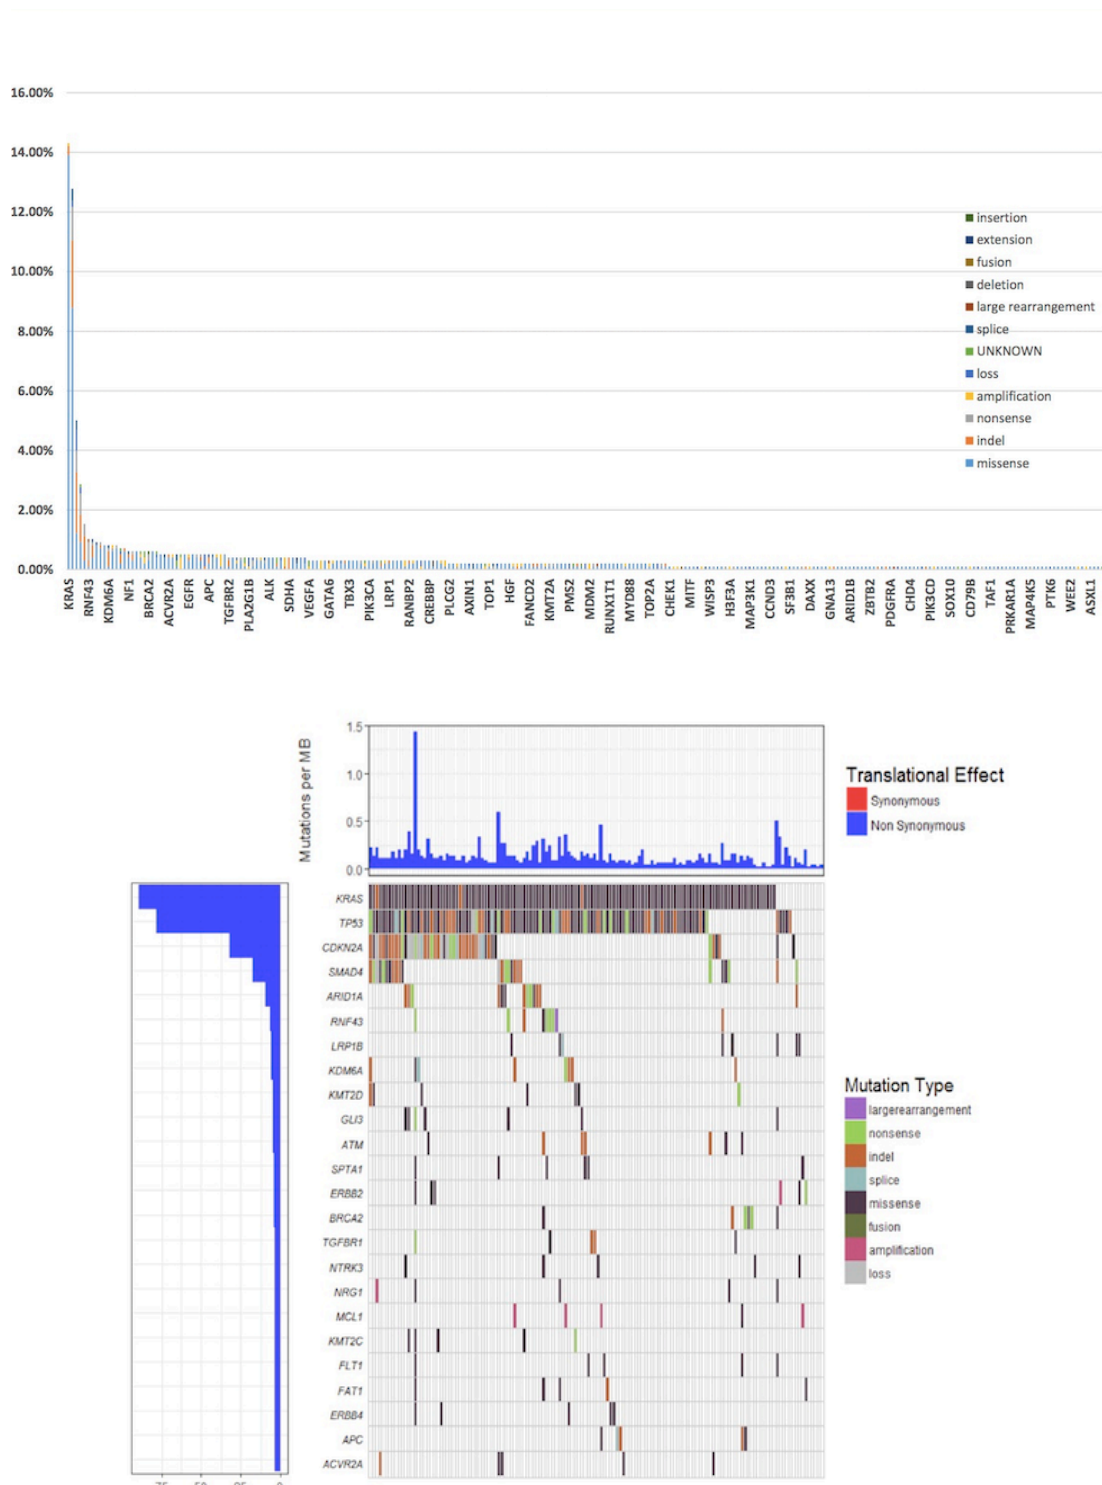 16.00%
14.00%
12.00%
10.00%
8.00%
6.00%
4.00%
2.00%
0.00%
insertion
extension
fusion
deletion
large rearrangement
splice
UNKNOWN
loss
amplification
nonsense
indel
missense
KRAS
RNF43
KDM6A
NF1
BRCA2
ACVR2A
EGFR
APC
TGFBR2
PLA2G1B
ALK
SDHA
VEGFA
GATA6
TBX3
PIK3CA
LRP1
RANBP2
CREBBP
PLCG2
AXIN1
TOP1
HGF
FANCD2
KMT2A
PMS2
MDM2
RUNX1T1
MYD88
TOP2A
CHEK1
MITF
WISP3
H3F3A
MAP3K1
CCND3
SF3B1
DAXX
GNA13
ARID1B
ZBTB2
PDGFRA
CHD4
PIK3CD
SOX10
CD79B
TAF1
PRKAR1A
MAP4K5
PTK6
WEE2
ASXL1
Mutations per MB
1.5
1.0
0.5
0.0
Translational Effect
Synonymous
Non Synonymous
KRAS
TP53
CDKN2A
SMAD4
ARID1A
RNF43
LRP1B
KDM6A
KMT2D
GLI3
ATM
SPTA1
ERBB2
BRCA2
TGFBR1
NTRK3
NRG1
MCL1
KMT2C
FLT1
FAT1
ERBB4
APC
ACVR2A
Mutation Type
largerearrangement
nonsense
indel
splice
missense
fusion
amplification
loss